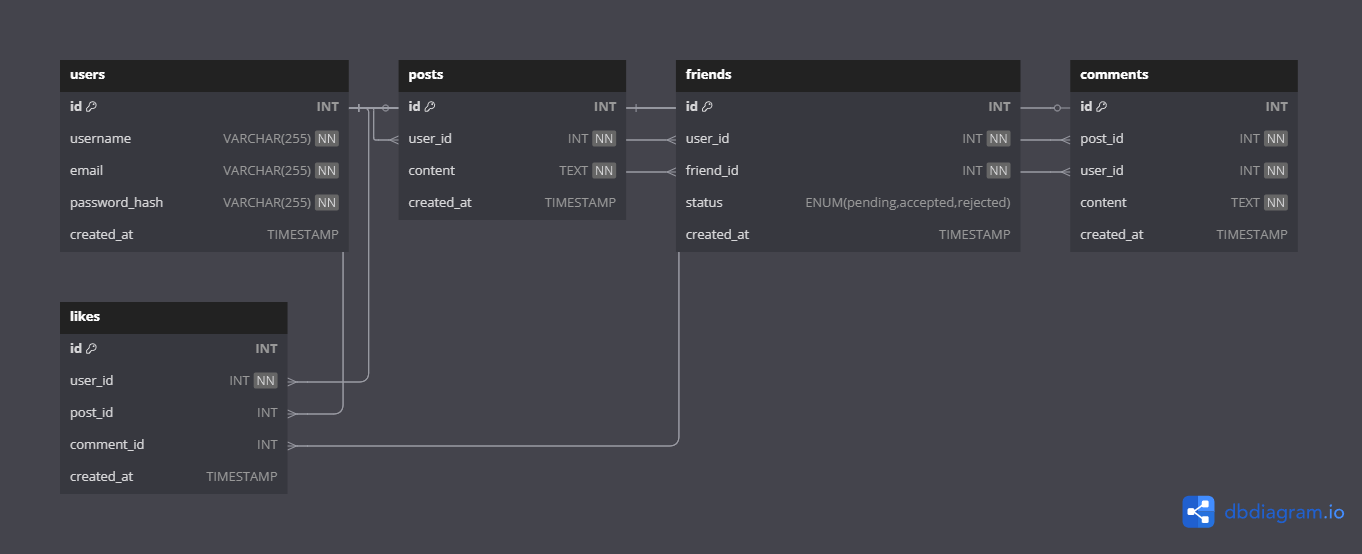 users
id INT
username VARCHAR(255) NN
email VARCHAR(255) NN
password_hash VARCHAR(255) NN
created_at TIMESTAMP
posts
id INT
user_id INT NN
content TEXT NN
created_at TIMESTAMP
friends
id INT
user_id INT NN
friend_id INT NN
status ENUM(pending,accepted,rejected)
created_at TIMESTAMP
comments
id INT
post_id INT NN
user_id INT NN
content TEXT NN
created_at TIMESTAMP
likes
id INT
user_id INT NN
post_id INT
comment_id INT
created_at TIMESTAMP
dbdiagram.io